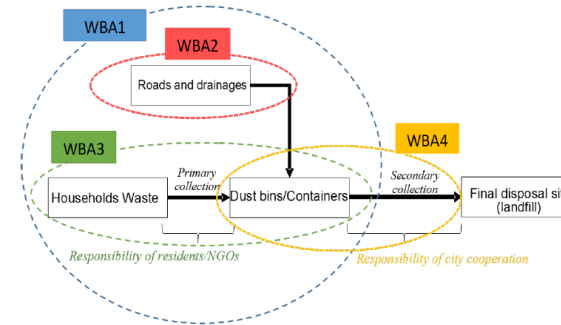 WBA1
WBA2
Roads and drainages
WBA3
WBA4
Primary
collection
Secondary
collection
Households Waste
Dust bins/Containers
Final disposal sit
(landfill)
Responsibility of residents/NGOs
Responsibility of city cooperation